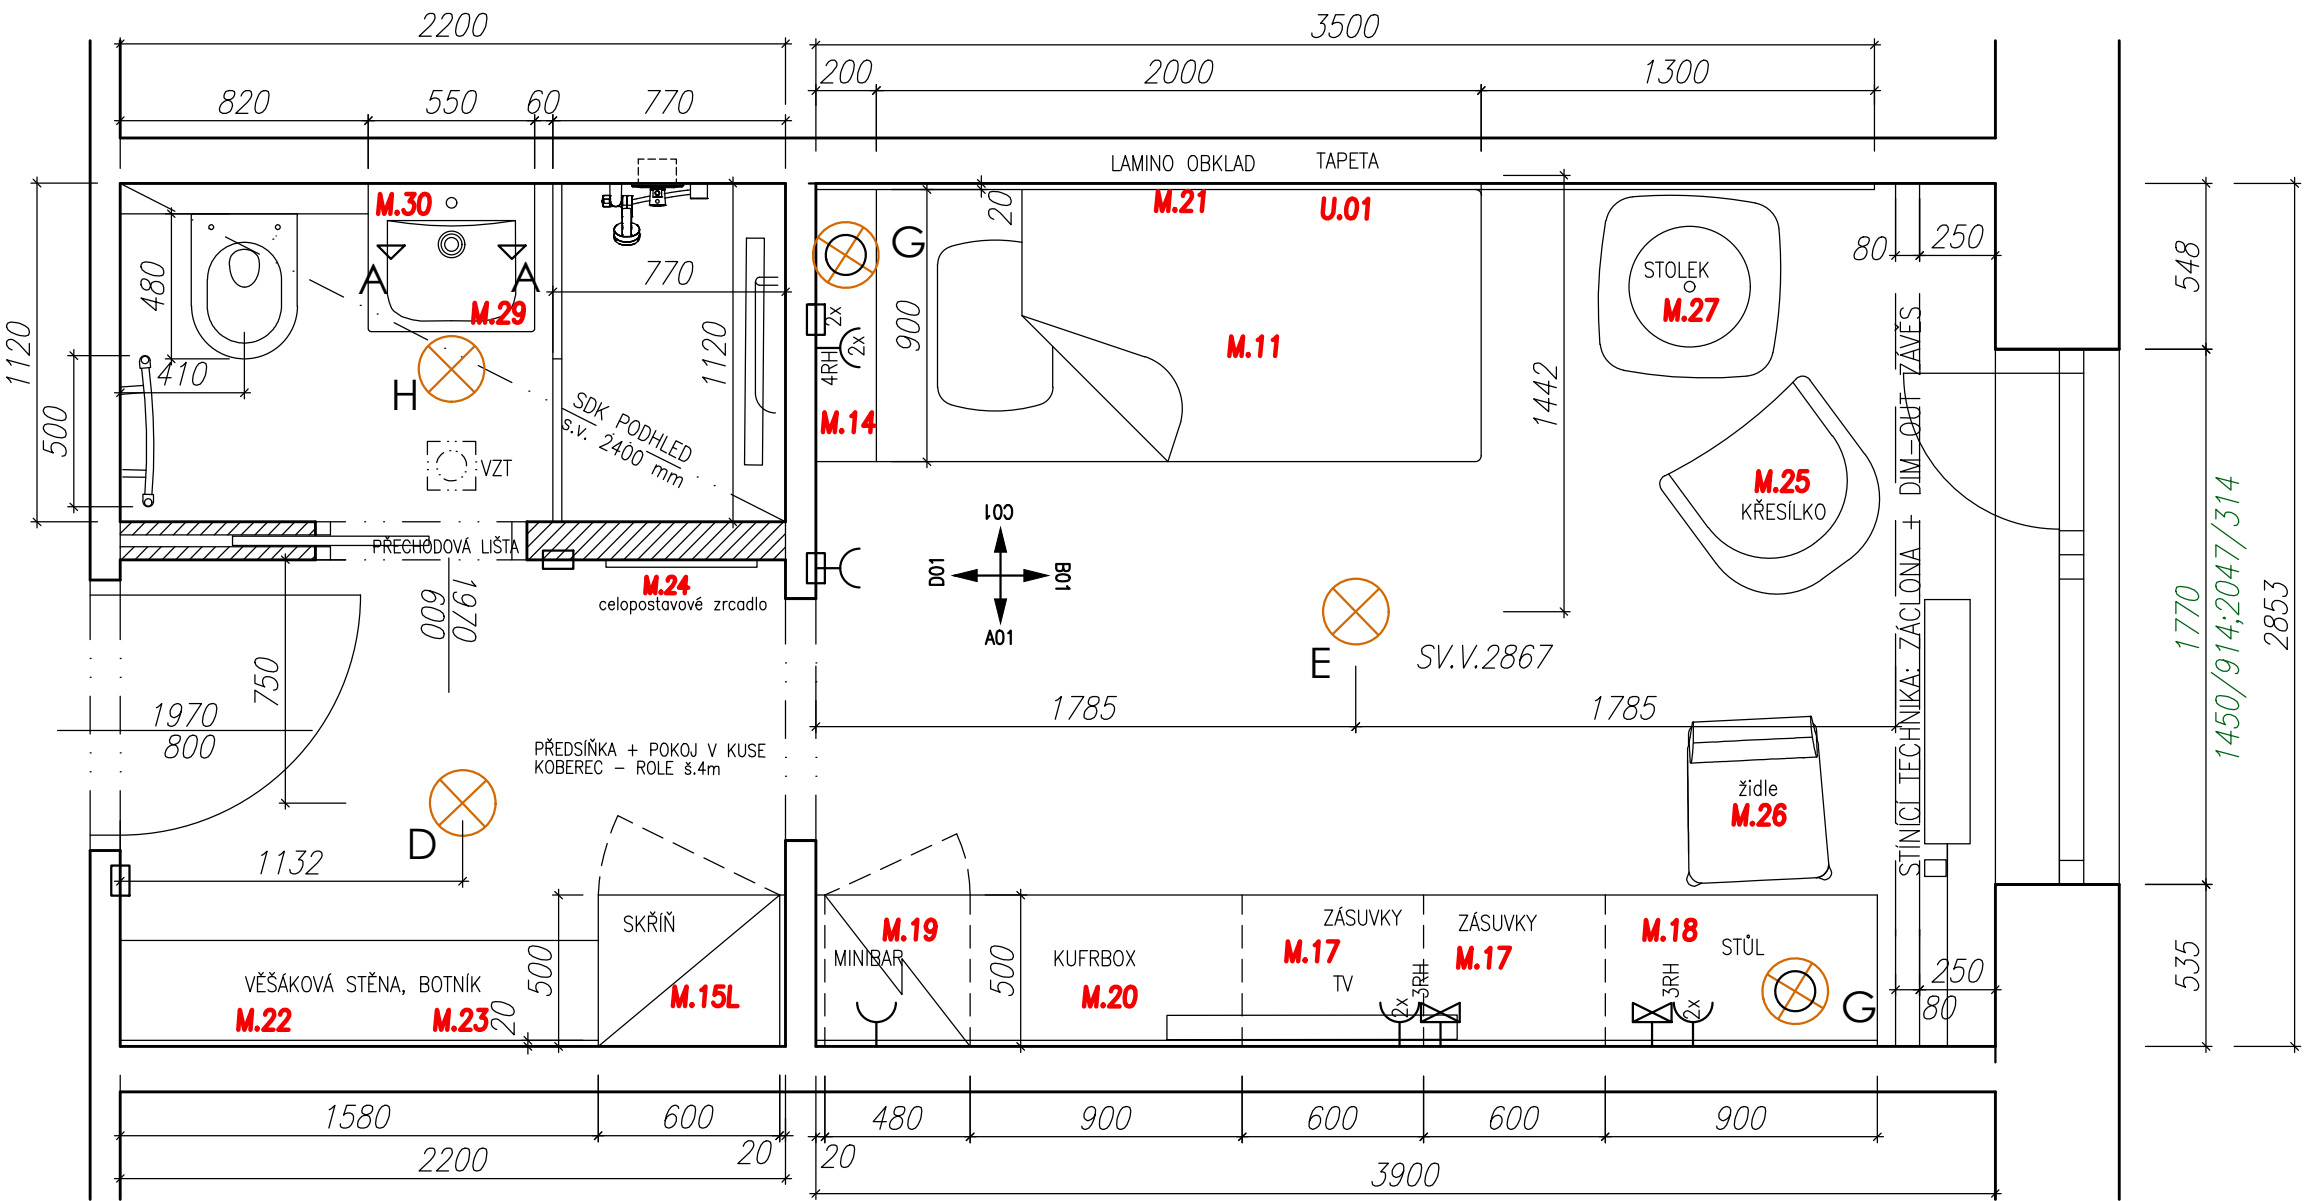 2200
3500
200
2000
1300
820
550
60
770
LAMINO OBKLAD
TAPETA
M.30
M.21
U.01
20
G
80
250
548
STOLEK
M.27
A
A
480
770
M.29
2x
2x
4RH
900
M.11
1120
1120
410
H
500
SDK PODHLED
s.v. 2400 mm
VZT
M.14
1442
M.25
KŘESÍLKO
STÍNÍCÍ TECHNIKA: ZÁCLONA + DIM-OUT ZÁVĚS
1770
1450/914;2047/314
2853
C01
D01
B01
A01
PŘECHODOVÁ LIŠTA
M.24
celopostavové zrcadlo
1970
600
750
E
SV.V.2867
1970
800
1785
1785
PŘEDSÍŇKA + POKOJ V KUSE
KOBEREC – ROLE š.4m
židle
M.26
D
1132
SKŘÍŇ
500
M.15L
VĚŠÁKOVÁ STĚNA, BOTNÍK
M.22
M.23
20
M.19
MINIBAR
500
KUFRBOX
M.20
ZÁSUVKY
M.17
TV
2x
3RH
ZÁSUVKY
M.17
M.18
STŮL
3RH
2x
G
250
80
535
1580
600
20
480
900
600
600
900
2200
20
3900